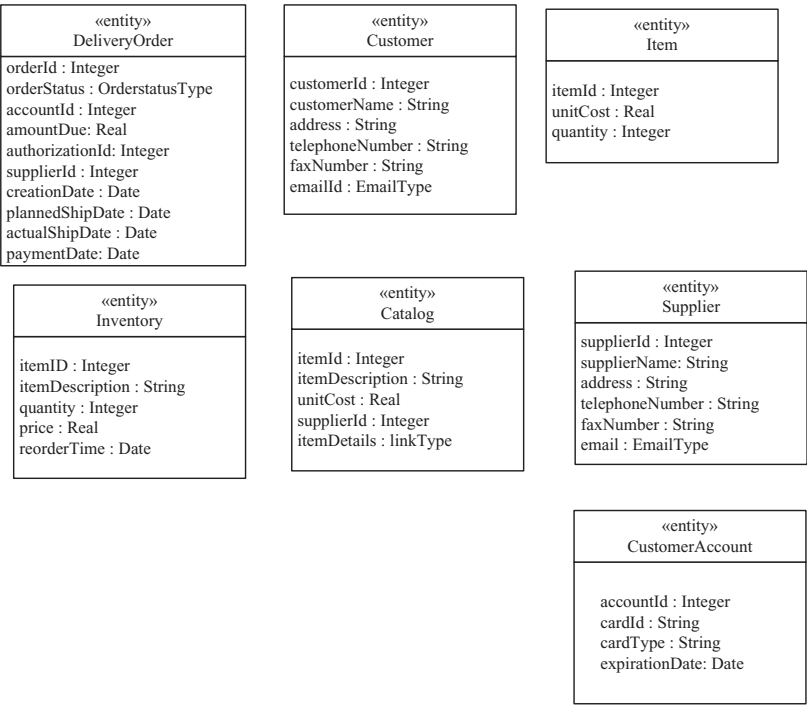 «entity»
DeliveryOrder
orderId : Integer
orderStatus : OrderstatusType
accountId : Integer
amountDue: Real
authorizationId: Integer
supplierId : Integer
creationDate : Date
plannedShipDate : Date
actualShipDate : Date
paymentDate: Date
«entity»
Customer
customerId : Integer
customerName : String
address : String
telephoneNumber : String
faxNumber : String
emailId : EmailType
«entity»
Item
itemId : Integer
unitCost : Real
quantity : Integer
«entity»
Inventory
itemID : Integer
itemDescription : String
quantity : Integer
price : Real
reorderTime : Date
«entity»
Catalog
itemId : Integer
itemDescription : String
unitCost : Real
supplierId : Integer
itemDetails : linkType
«entity»
Supplier
supplierId : Integer
supplierName: String
address : String
telephoneNumber : String
faxNumber : String
email : EmailType
«entity»
CustomerAccount
accountId : Integer
cardId : String
cardType : String
expirationDate: Date